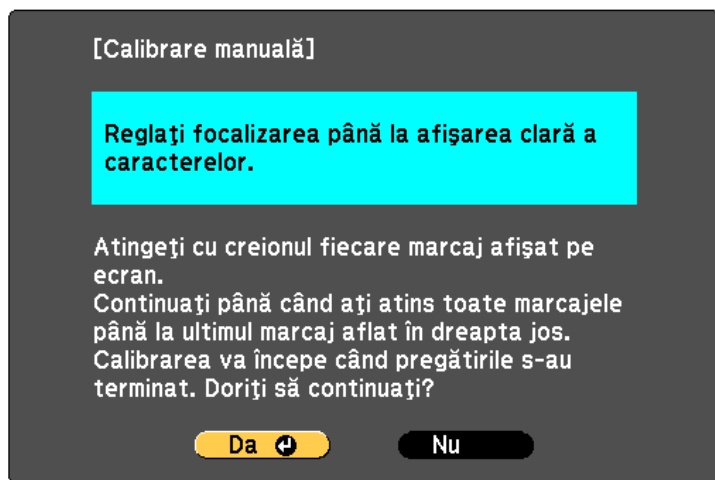 [Calibrare manuală]
Reglaţi focalizarea până la afişarea clară a
caracterelor.
Atingeţi cu creionul fiecare marcaj afişat pe
ecran.
Continuaţi până când aţi atins toate marcajele
până la ultimul marcaj aflat în dreapta jos.
Calibrarea va începe când pregătirile s-au
terminat. Doriţi să continuaţi?
Da Nu